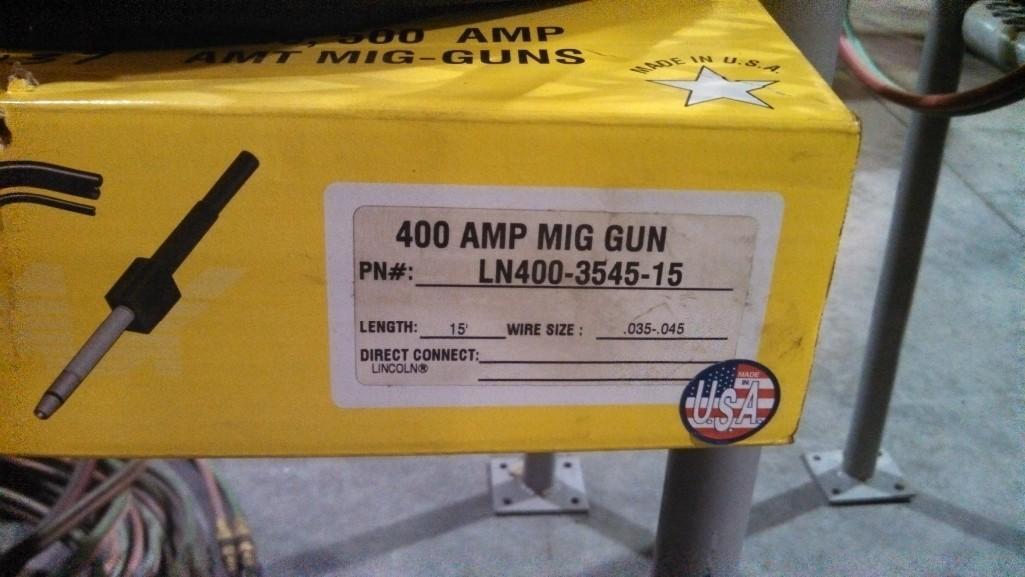 500 AMP
AMT MIG-GUNS
MADE IN U.S.A.
400 AMP MIG GUN
PN#: LN400-3545-15
LENGTH: 15' WIRE SIZE : .035-.045
DIRECT CONNECT:
LINCOLN®
MADE
IN
U.S.A.